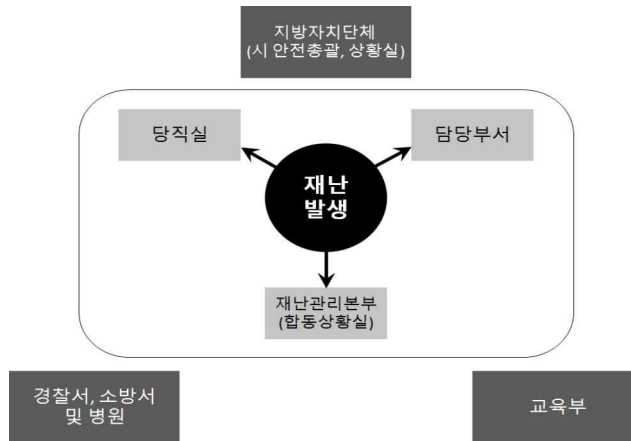 지방자치단체
(시 안전총괄, 상황실)
당직실
담당부서
재난
발생
재난관리본부
(합동상황실)
경찰서, 소방서
및 병원
교육부